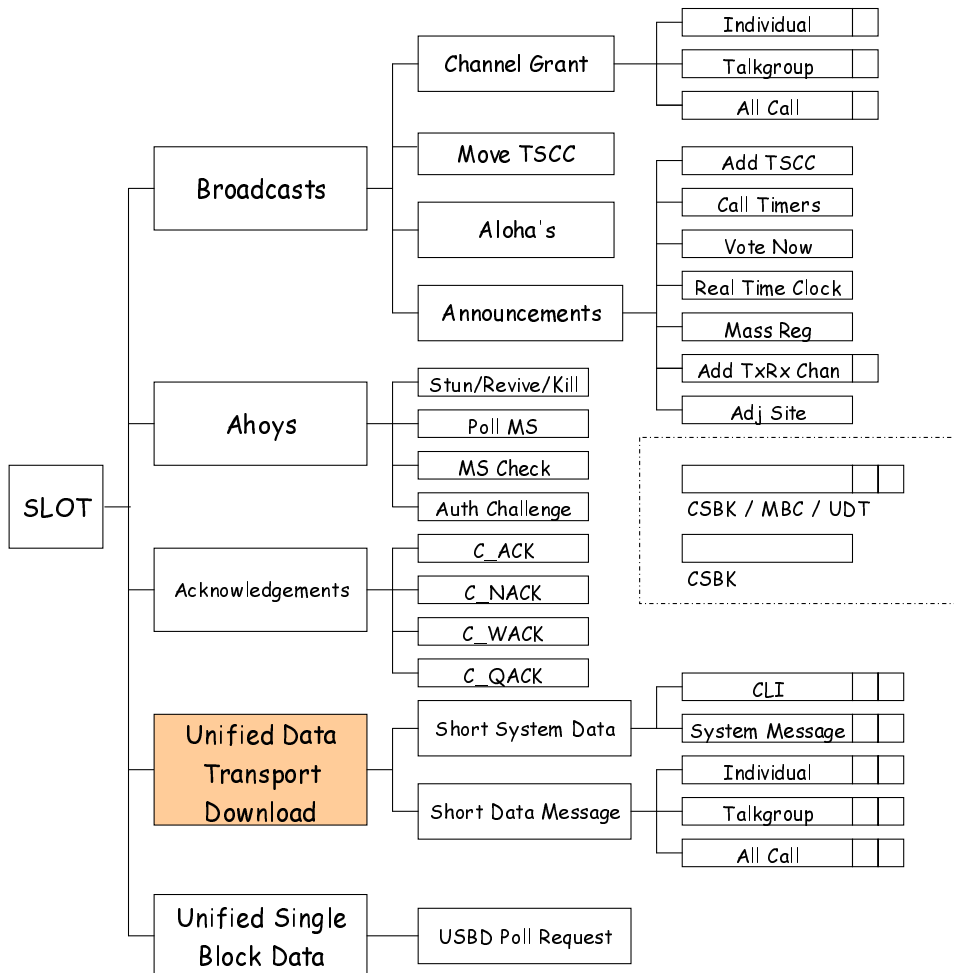 SLOT
Broadcasts
Channel Grant
Individual
Talkgroup
All Call
Move TSCC
Aloha's
Announcements
Add TSCC
Call Timers
Vote Now
Real Time Clock
Mass Reg
Add TxRx Chan
Adj Site
Ahoys
Stun/Revive/Kill
Poll MS
MS Check
Auth Challenge
CSBK / MBC / UDT
CSBK
Acknowledgements
C_ACK
C_NACK
C_WACK
C_QACK
Unified Data
Transport
Download
Short System Data
CLI
System Message
Short Data Message
Individual
Talkgroup
All Call
Unified Single
Block Data
USBD Poll Request